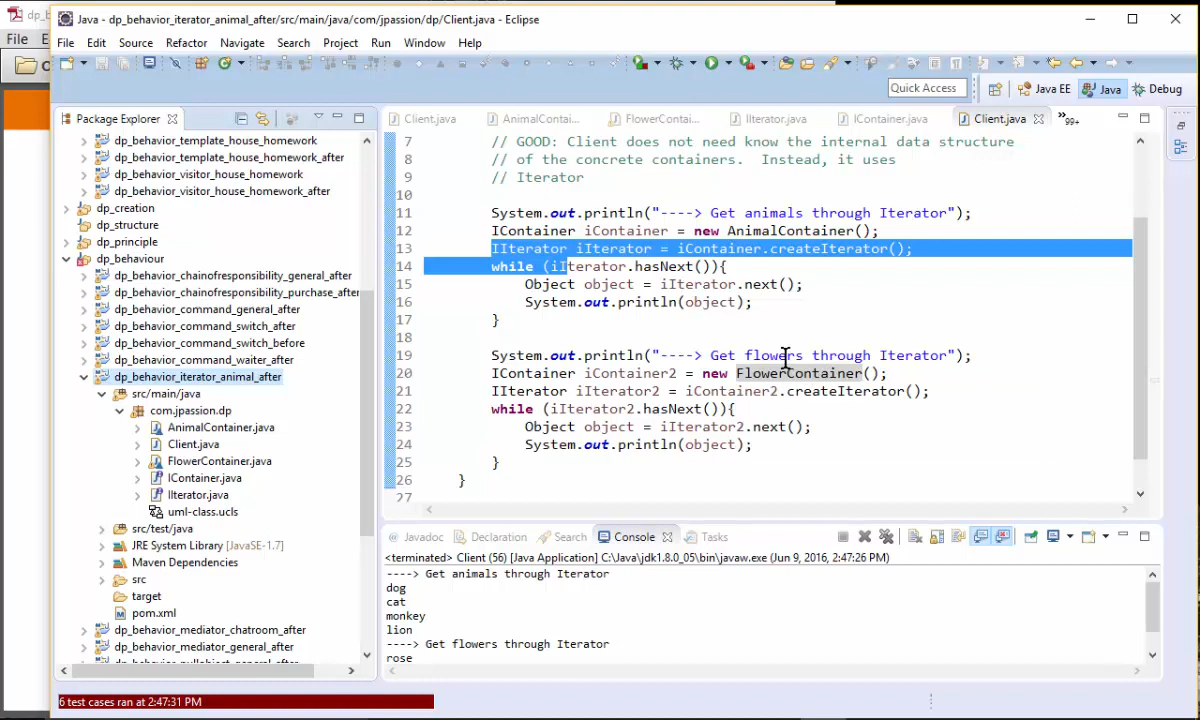 dp_b
File E
Java - dp_behavior_iterator_animal_after/src/main/java/com/jpassion/dp/Client.java - Eclipse
File Edit Source Refactor Navigate Search Project Run Window Help
Quick Access
Java EE
Java
Debug
Package Explorer
dp_behavior_template_house_homework
dp_behavior_template_house_homework_after
dp_behavior_visitor_house_homework
dp_behavior_visitor_house_homework_after
dp_creation
dp_structure
dp_principle
dp_behaviour
dp_behavior_chainofresponsibility_general_after
dp_behavior_chainofresponsibility_purchase_after
dp_behavior_command_general_after
dp_behavior_command_switch_after
dp_behavior_command_switch_before
dp_behavior_command_waiter_after
dp_behavior_iterator_animal_after
src/main/java
com.jpassion.dp
AnimalContainer.java
Client.java
FlowerContainer.java
IContainer.java
IIterator.java
uml-class.ucls
src/test/java
JRE System Library [JavaSE-1.7]
Maven Dependencies
src
target
pom.xml
dp_behavior_mediator_chatroom_after
dp_behavior_mediator_general_after
dp_behavior_nullobject_general_after
Client.java
AnimalContai...
FlowerContai...
IIterator.java
IContainer.java
Client.java
»99+
7 // GOOD: Client does not need know the internal data structure
8 // of the concrete containers.  Instead, it uses
9 // Iterator
10
11 System.out.println("----> Get animals through Iterator");
12 IContainer iContainer = new AnimalContainer();
13 IIterator iIterator = iContainer.createIterator();
14 while (iIterator.hasNext()){
15 Object object = iIterator.next();
16 System.out.println(object);
17 }
18
19 System.out.println("----> Get flowers through Iterator");
20 IContainer iContainer2 = new FlowerContainer();
21 IIterator iIterator2 = iContainer2.createIterator();
22 while (iIterator2.hasNext()){
23 Object object = iIterator2.next();
24 System.out.println(object);
25 }
26 }
27
Javadoc
Declaration
Search
Console
Tasks
<terminated> Client (56) [Java Application] C:\Java\jdk1.8.0_05\bin\javaw.exe (Jun 9, 2016, 2:47:26 PM)
----> Get animals through Iterator
dog
cat
monkey
lion
----> Get flowers through Iterator
rose
6 test cases ran at 2:47:31 PM